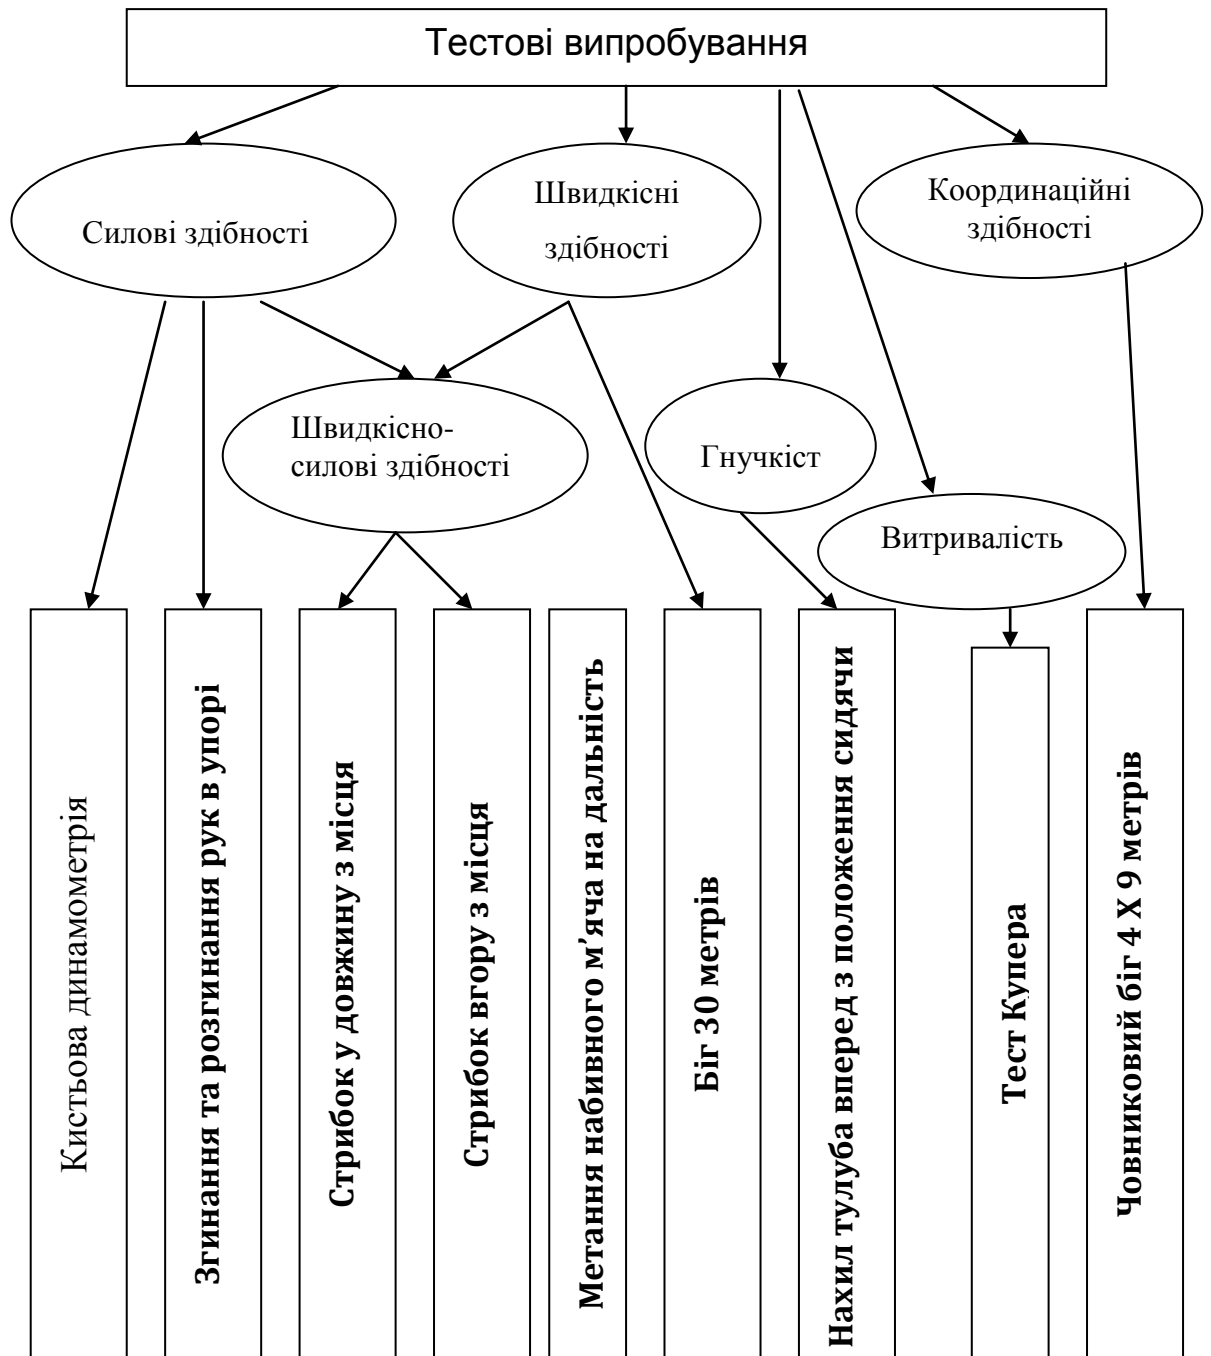 Тестові випробування
Силові здібності
Швидкісні
здібності
Координаційні
здібності
Швидкісно-
силові здібності
Гнучкіст
Витривалість
Кистьова динамометрія
Згинання та розгинання рук в упорі
Стрибок у довжину з місця
Стрибок вгору з місця
Метання набивного м’яча на дальність
Біг 30 метрів
Нахил тулуба вперед з положення сидячи
Тест Купера
Човниковий біг 4 Х 9 метрів